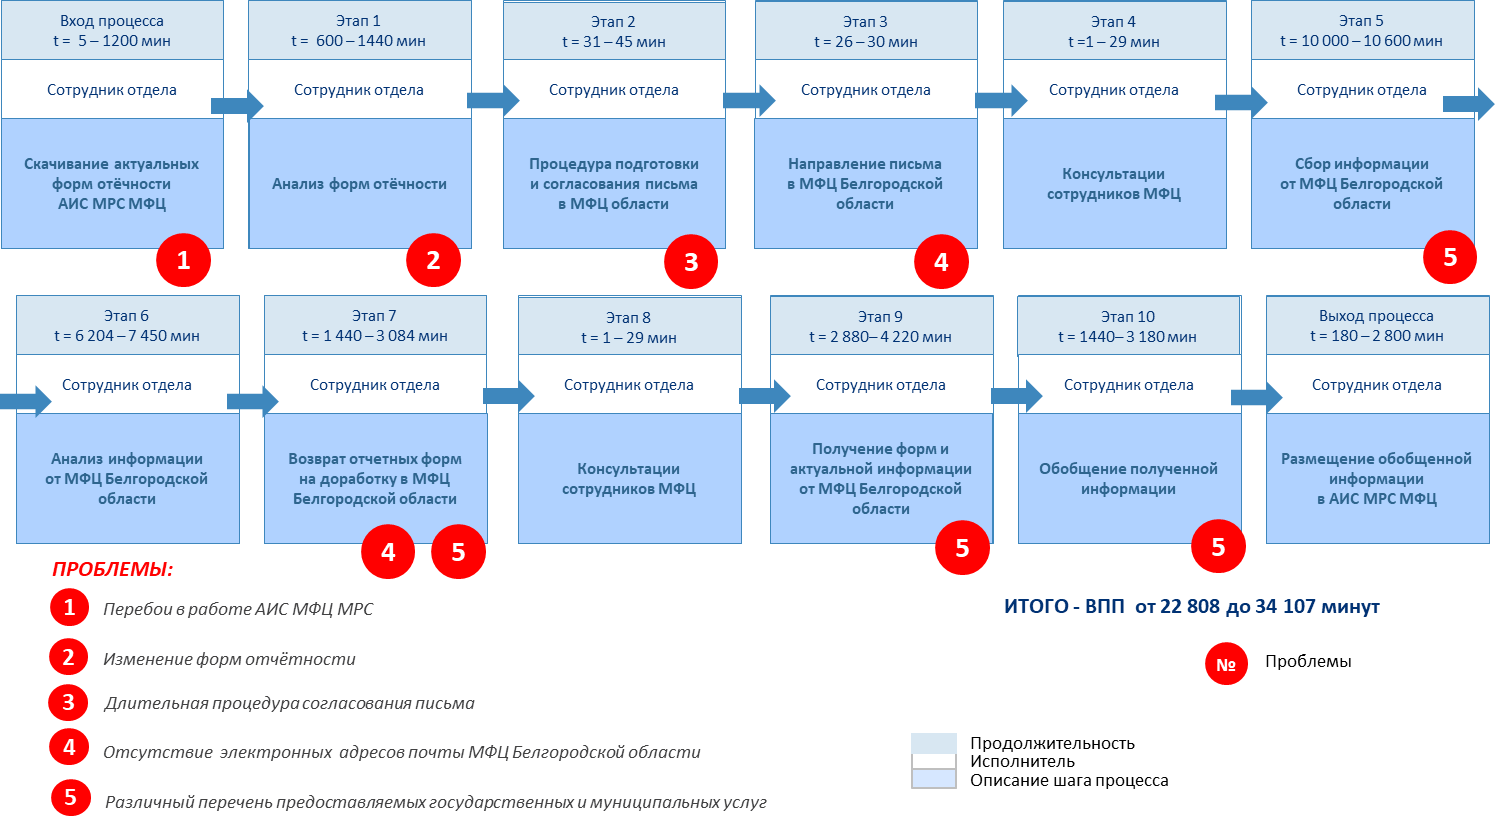 Вход процесса
t = 5 – 1200 мин
Сотрудник отдела
Скачивание актуальных
форм отёчности
АИС МРС МФЦ
1
Этап 1
t = 600 – 1440 мин
Сотрудник отдела
Анализ форм отёчности
2
Этап 2
t = 31 – 45 мин
Сотрудник отдела
Процедура подготовки
и согласования письма
в МФЦ области
3
Этап 3
t = 26 – 30 мин
Сотрудник отдела
Направление письма
в МФЦ Белгородской
области
4
Этап 4
t =1 – 29 мин
Сотрудник отдела
Консультации
сотрудников МФЦ
Этап 5
t = 10 000 – 10 600 мин
Сотрудник отдела
Сбор информации
от МФЦ Белгородской
области
5
Этап 6
t = 6 204 – 7 450 мин
Сотрудник отдела
Анализ информации
от МФЦ Белгородской
области
Этап 7
t = 1 440 – 3 084 мин
Сотрудник отдела
Возврат отчетных форм
на доработку в МФЦ
Белгородской области
4
5
Этап 8
t = 1 – 29 мин
Сотрудник отдела
Консультации
сотрудников МФЦ
Этап 9
t = 2 880– 4 220 мин
Сотрудник отдела
Получение форм и
актуальной информации
от МФЦ Белгородской
области
5
Этап 10
t = 1440– 3 180 мин
Сотрудник отдела
Обобщение полученной
информации
5
Выход процесса
t = 180 – 2 800 мин
Сотрудник отдела
Размещение обобщенной
информации
в АИС МРС МФЦ
ПРОБЛЕМЫ:
1 Перебои в работе АИС МФЦ МРС
2 Изменение форм отчётности
3 Длительная процедура согласования письма
4 Отсутствие электронных адресов почты МФЦ Белгородской области
5 Различный перечень предоставляемых государственных и муниципальных услуг
ИТОГО - ВПП от 22 808 до 34 107 минут
№ Проблемы
Продолжительность
Исполнитель
Описание шага процесса